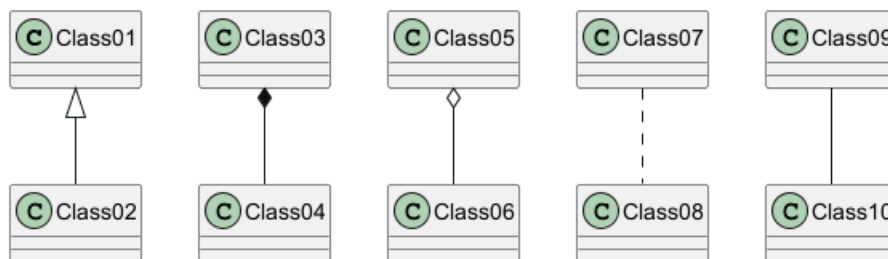 C Class01
C Class03
C Class05
C Class07
C Class09
C Class02
C Class04
C Class06
C Class08
C Class10